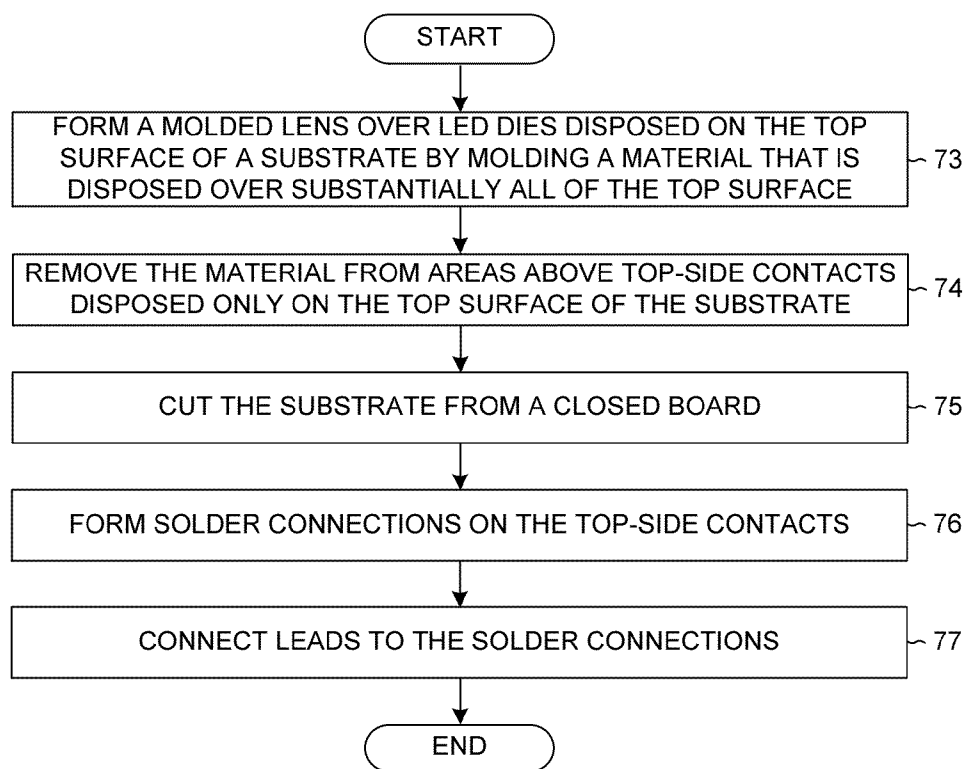 START
FORM A MOLDED LENS OVER LED DIES DISPOSED ON THE TOP
SURFACE OF A SUBSTRATE BY MOLDING A MATERIAL THAT IS
DISPOSED OVER SUBSTANTIALLY ALL OF THE TOP SURFACE
73
REMOVE THE MATERIAL FROM AREAS ABOVE TOP-SIDE CONTACTS
DISPOSED ONLY ON THE TOP SURFACE OF THE SUBSTRATE
74
CUT THE SUBSTRATE FROM A CLOSED BOARD
75
FORM SOLDER CONNECTIONS ON THE TOP-SIDE CONTACTS
76
CONNECT LEADS TO THE SOLDER CONNECTIONS
77
END